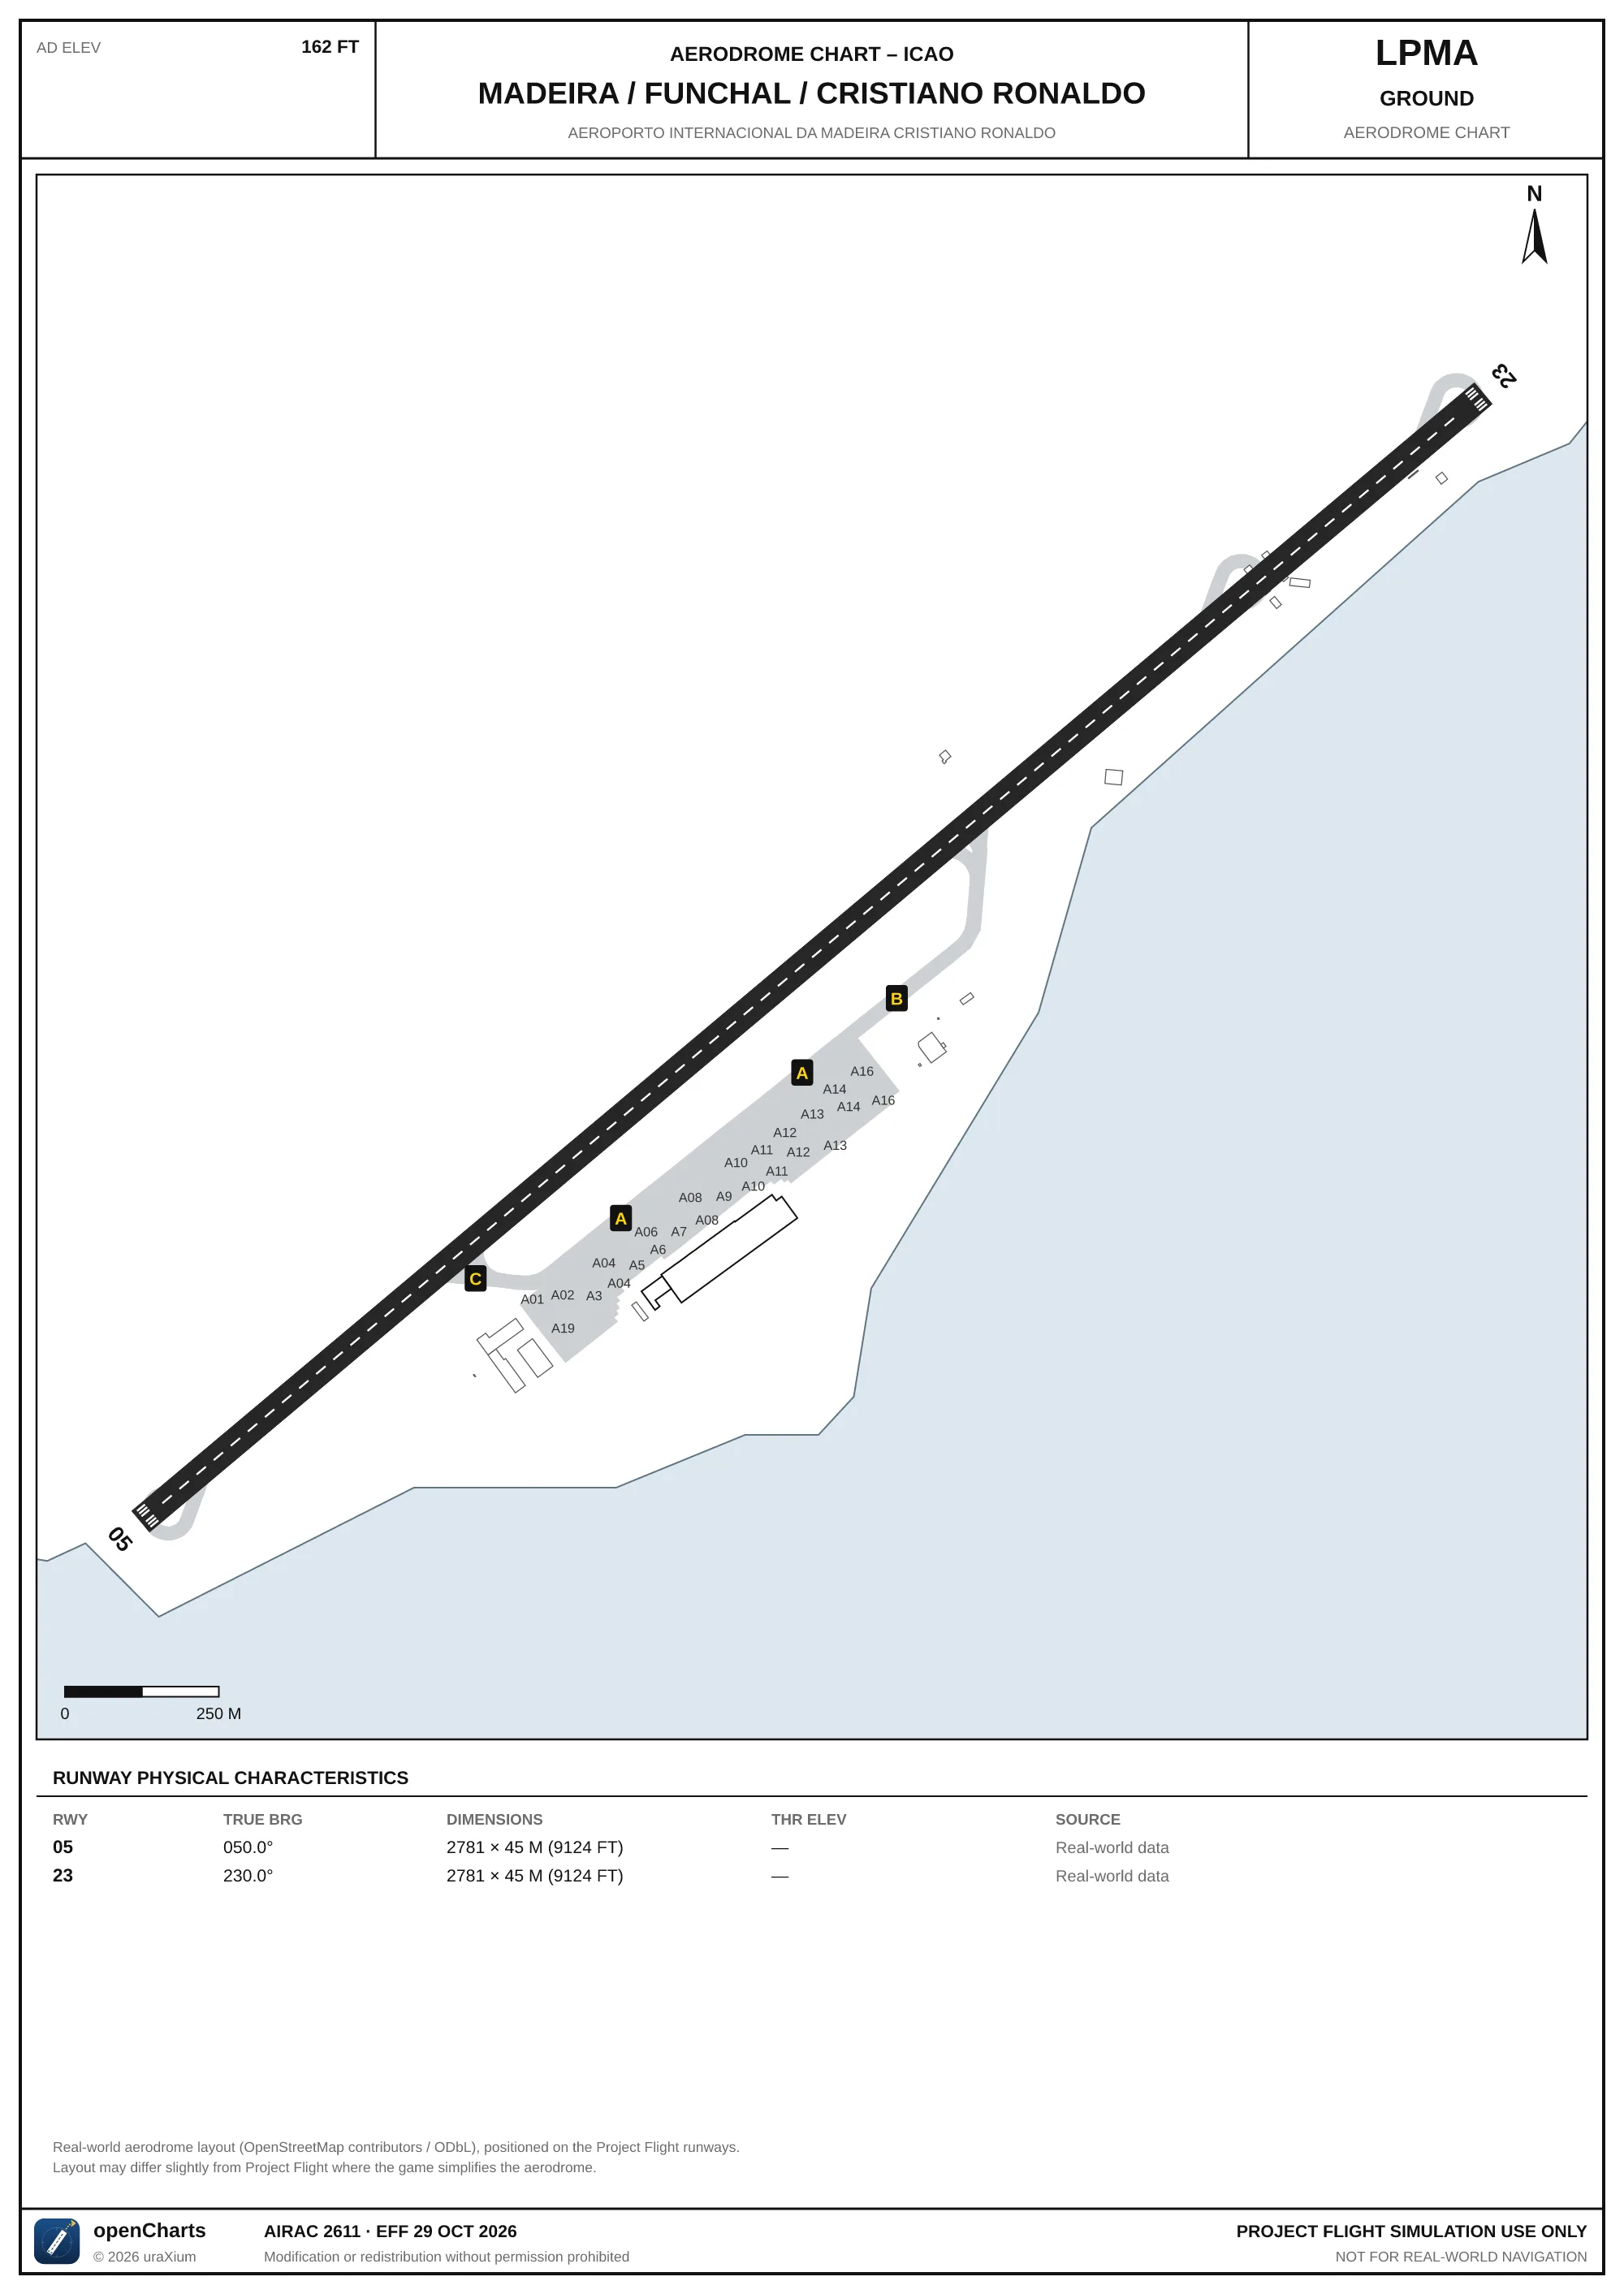 AD ELEV 162 FT
AERODROME CHART – ICAO
MADEIRA / FUNCHAL / CRISTIANO RONALDO
AEROPORTO INTERNACIONAL DA MADEIRA CRISTIANO RONALDO
LPMA
GROUND
AERODROME CHART
N
23
B
A
A16
A14
A16
A14
A13
A12
A13
A11
A12
A10
A11
A10
A08
A9
A
A08
A06
A7
A6
A04
A5
C
A04
A01
A02
A3
A19
05
0 250 M
RUNWAY PHYSICAL CHARACTERISTICS
RWY TRUE BRG DIMENSIONS THR ELEV SOURCE
05 050.0° 2781 × 45 M (9124 FT) — Real-world data
23 230.0° 2781 × 45 M (9124 FT) — Real-world data
Real-world aerodrome layout (OpenStreetMap contributors / ODbL), positioned on the Project Flight runways.
Layout may differ slightly from Project Flight where the game simplifies the aerodrome.
openCharts
© 2026 uraXium
AIRAC 2611 · EFF 29 OCT 2026
Modification or redistribution without permission prohibited
PROJECT FLIGHT SIMULATION USE ONLY
NOT FOR REAL-WORLD NAVIGATION